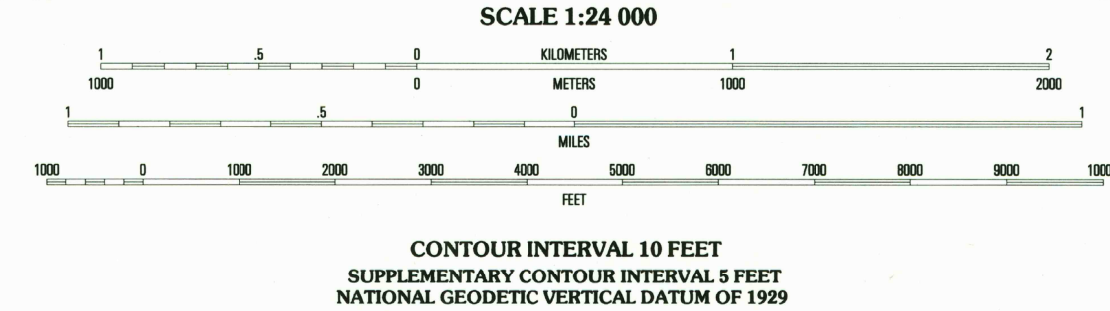 SCALE 1:24 000
1 .5 0 KILOMETERS 1 2
1000 0 METERS 1000 2000
1 .5 0 1
MILES
1000 0 1000 2000 3000 4000 5000 6000 7000 8000 9000 1000
FEET
CONTOUR INTERVAL 10 FEET
SUPPLEMENTARY CONTOUR INTERVAL 5 FEET
NATIONAL GEODETIC VERTICAL DATUM OF 1929